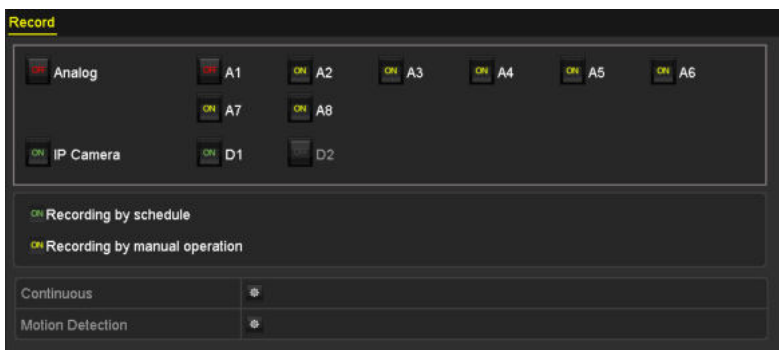 Record
OFF Analog OFF A1 ON A2 ON A3 ON A4 ON A5 ON A6
ON A7 ON A8
ON IP Camera ON D1 OFF D2
ON Recording by schedule
ON Recording by manual operation
Continuous
Motion Detection